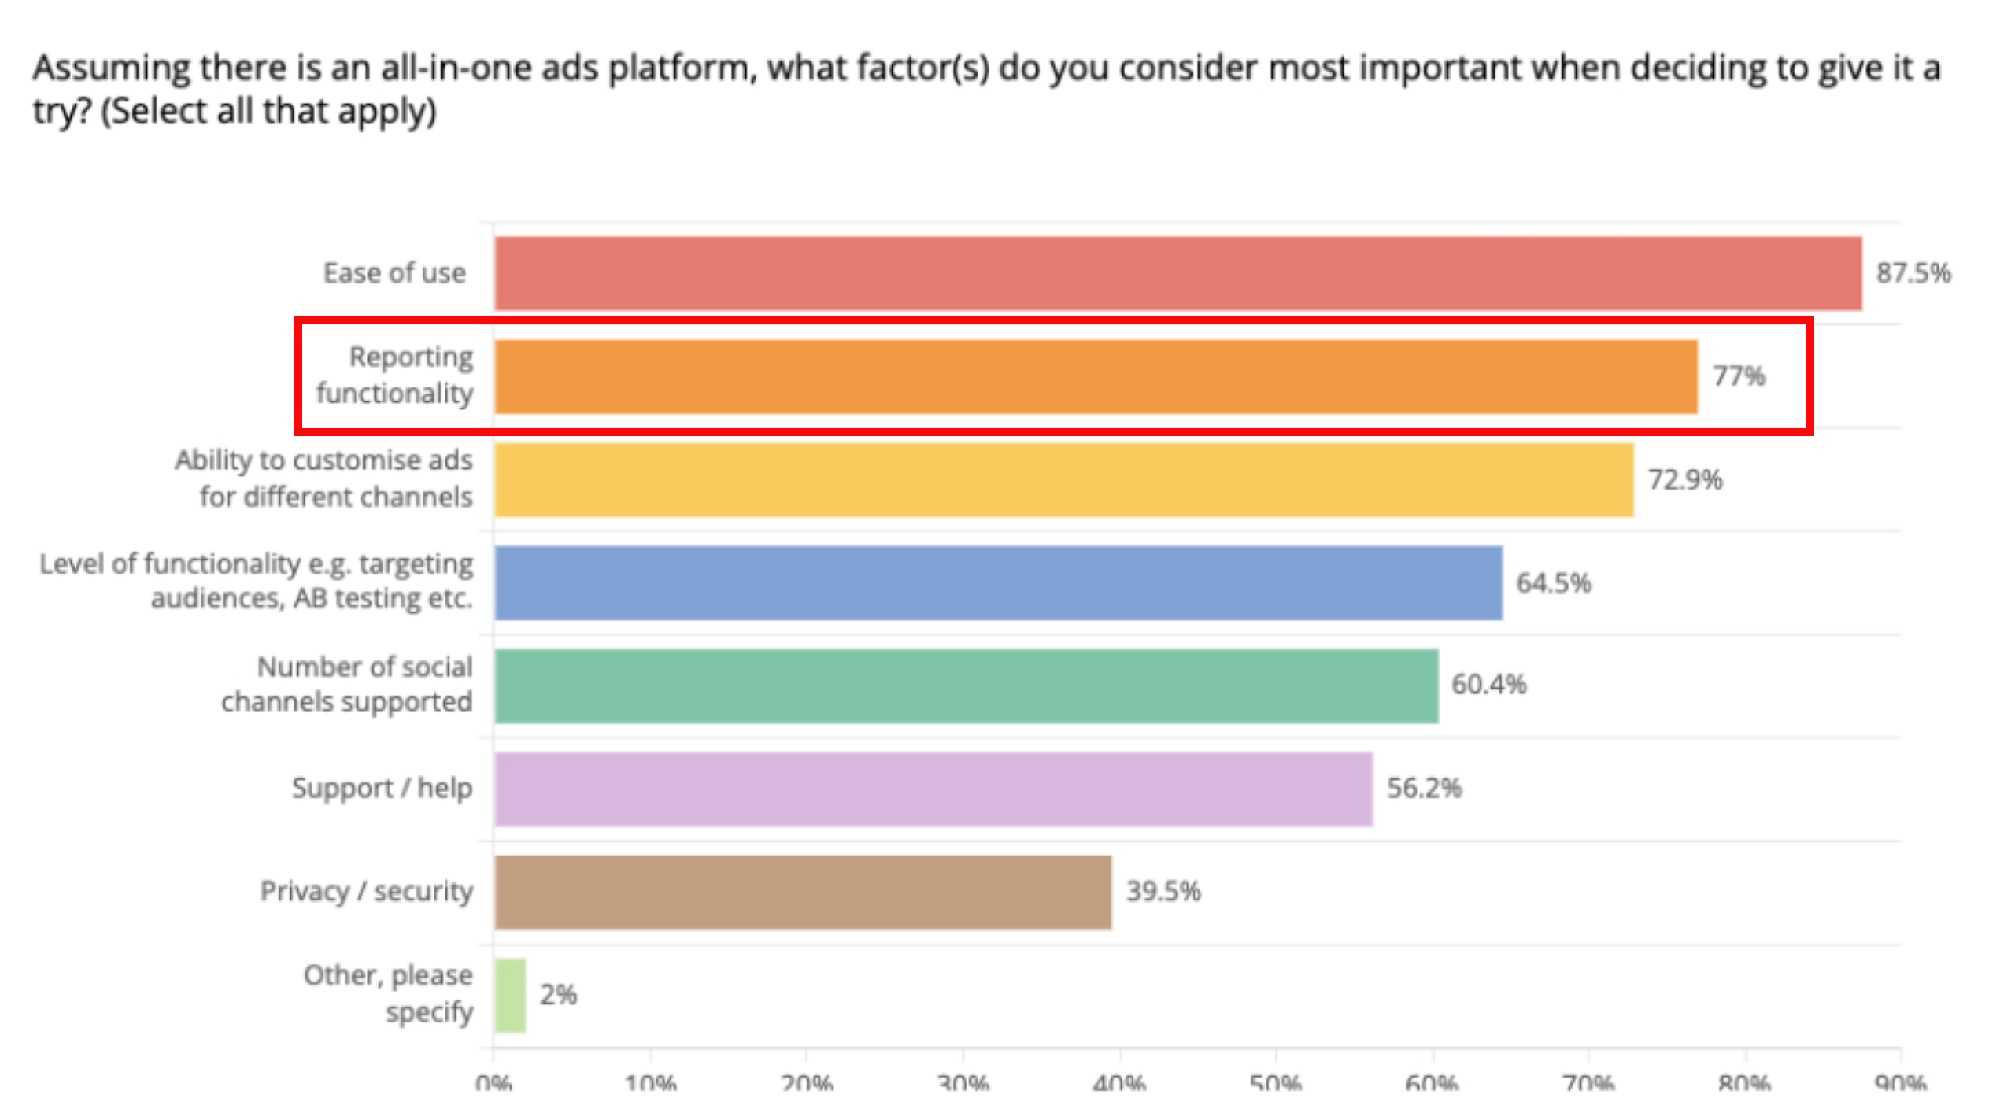 Assuming there is an all-in-one ads platform, what factor(s) do you consider most important when deciding to give it a
try? (Select all that apply)
Ease of use
87.5%
Reporting
functionality
77%
Ability to customise ads
for different channels
72.9%
Level of functionality e.g. targeting
audiences, AB testing etc.
64.5%
Number of social
channels supported
60.4%
Support / help
56.2%
Privacy / security
39.5%
Other, please
specify
2%
0% 10% 20% 30% 40% 50% 60% 70% 80% 90%